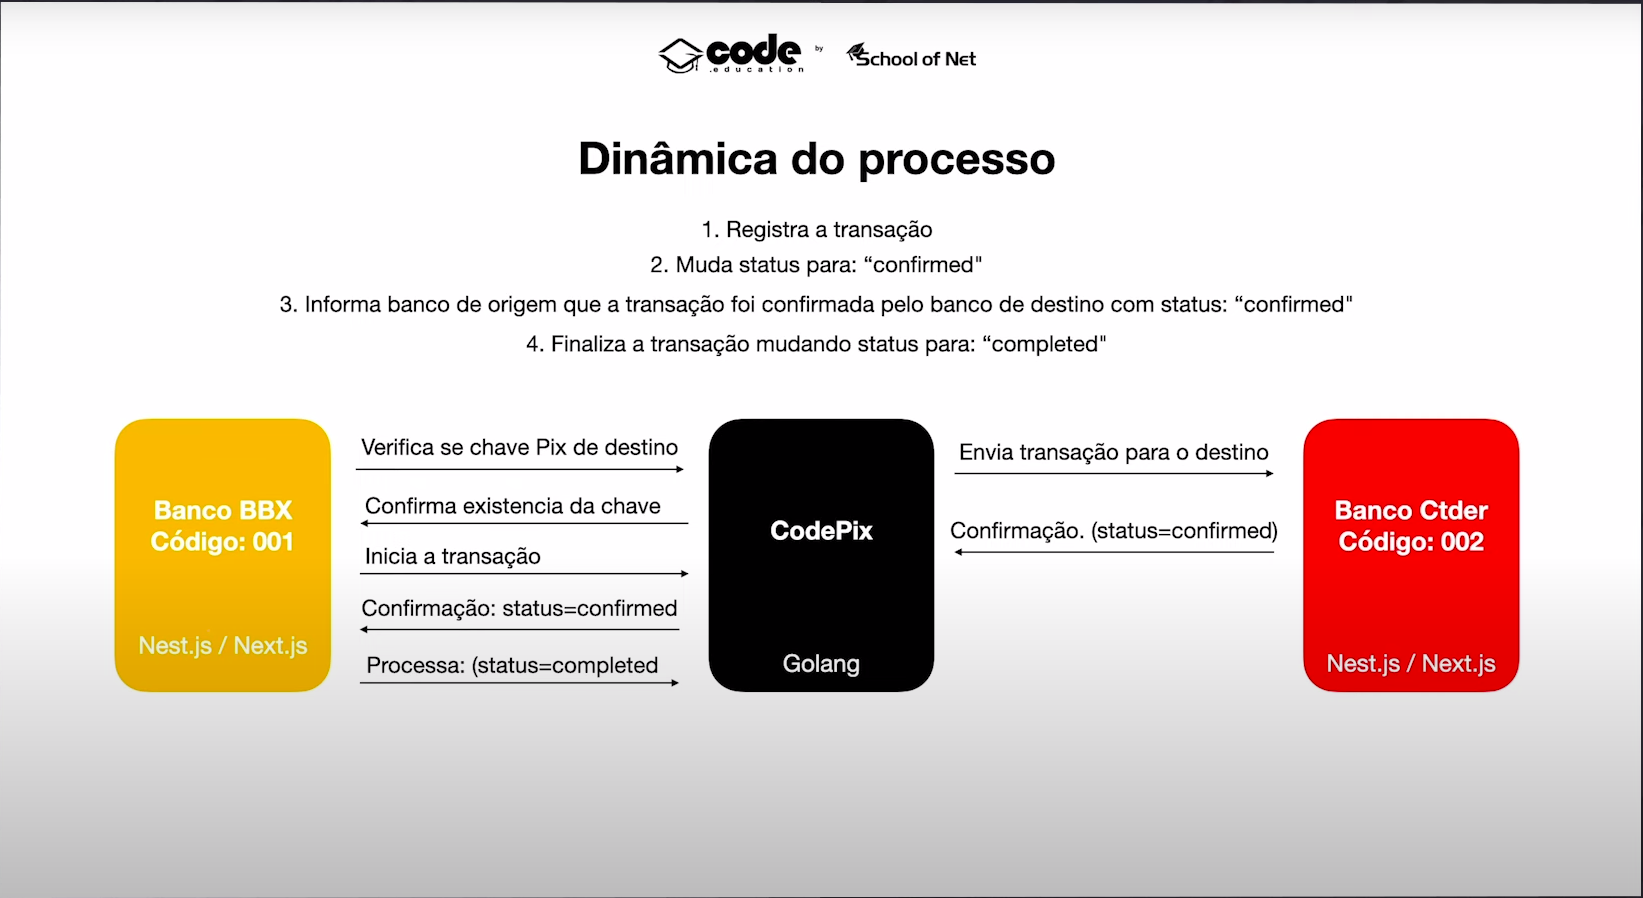 code
.education
by
School of Net
Dinâmica do processo
1. Registra a transação
2. Muda status para: “confirmed"
3. Informa banco de origem que a transação foi confirmada pelo banco de destino com status: “confirmed"
4. Finaliza a transação mudando status para: “completed"
Banco BBX
Código: 001
Nest.js / Next.js
Verifica se chave Pix de destino
Confirma existencia da chave
Inicia a transação
Confirmação: status=confirmed
Processa: (status=completed
CodePix
Golang
Envia transação para o destino
Confirmação. (status=confirmed)
Banco Ctder
Código: 002
Nest.js / Next.js